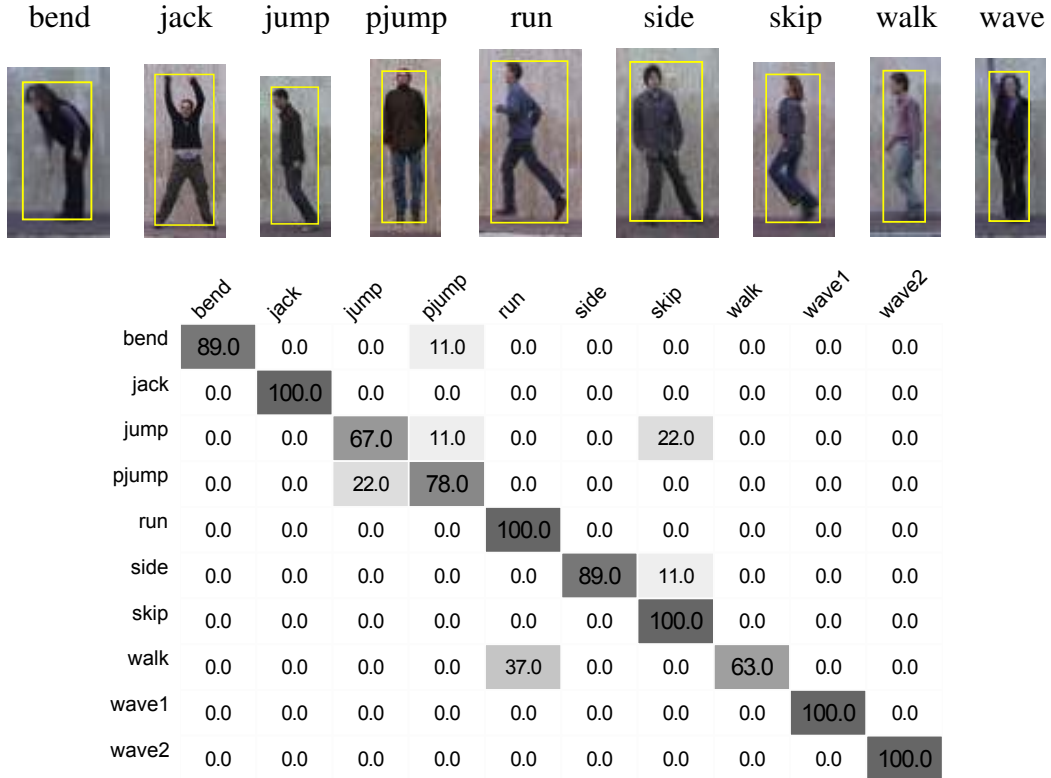 bend jack jump pjump run side skip walk wave
bend jack jump pjump run side skip walk wave1 wave2
bend 89.0 0.0 0.0 11.0 0.0 0.0 0.0 0.0 0.0 0.0
jack 0.0 100.0 0.0 0.0 0.0 0.0 0.0 0.0 0.0 0.0
jump 0.0 0.0 67.0 11.0 0.0 0.0 22.0 0.0 0.0 0.0
pjump 0.0 0.0 22.0 78.0 0.0 0.0 0.0 0.0 0.0 0.0
run 0.0 0.0 0.0 0.0 100.0 0.0 0.0 0.0 0.0 0.0
side 0.0 0.0 0.0 0.0 0.0 89.0 11.0 0.0 0.0 0.0
skip 0.0 0.0 0.0 0.0 0.0 0.0 100.0 0.0 0.0 0.0
walk 0.0 0.0 0.0 0.0 37.0 0.0 0.0 63.0 0.0 0.0
wave1 0.0 0.0 0.0 0.0 0.0 0.0 0.0 0.0 100.0 0.0
wave2 0.0 0.0 0.0 0.0 0.0 0.0 0.0 0.0 0.0 100.0